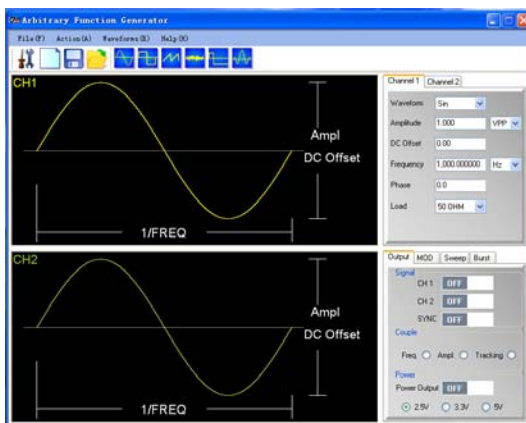 Arbitrary Function Generator
File(F) Action(A) Waveforms(B) Help(H)
CH1
Ampl
DC Offset
1/FREQ
CH2
Ampl
DC Offset
1/FREQ
Channel 1 Channel 2
Waveform Sin
Amplitude 1.000 VPP
DC Offset 0.00
Frequency 1,000.000000 Hz
Phase 0.0
Load 50 OHM
Output MOD Sweep Burst
Signal
CH 1 OFF
CH 2 OFF
SYNC OFF
Couple
Freq. Ampl. Tracking
Power
Power Output OFF
2.5V 3.3V 5V